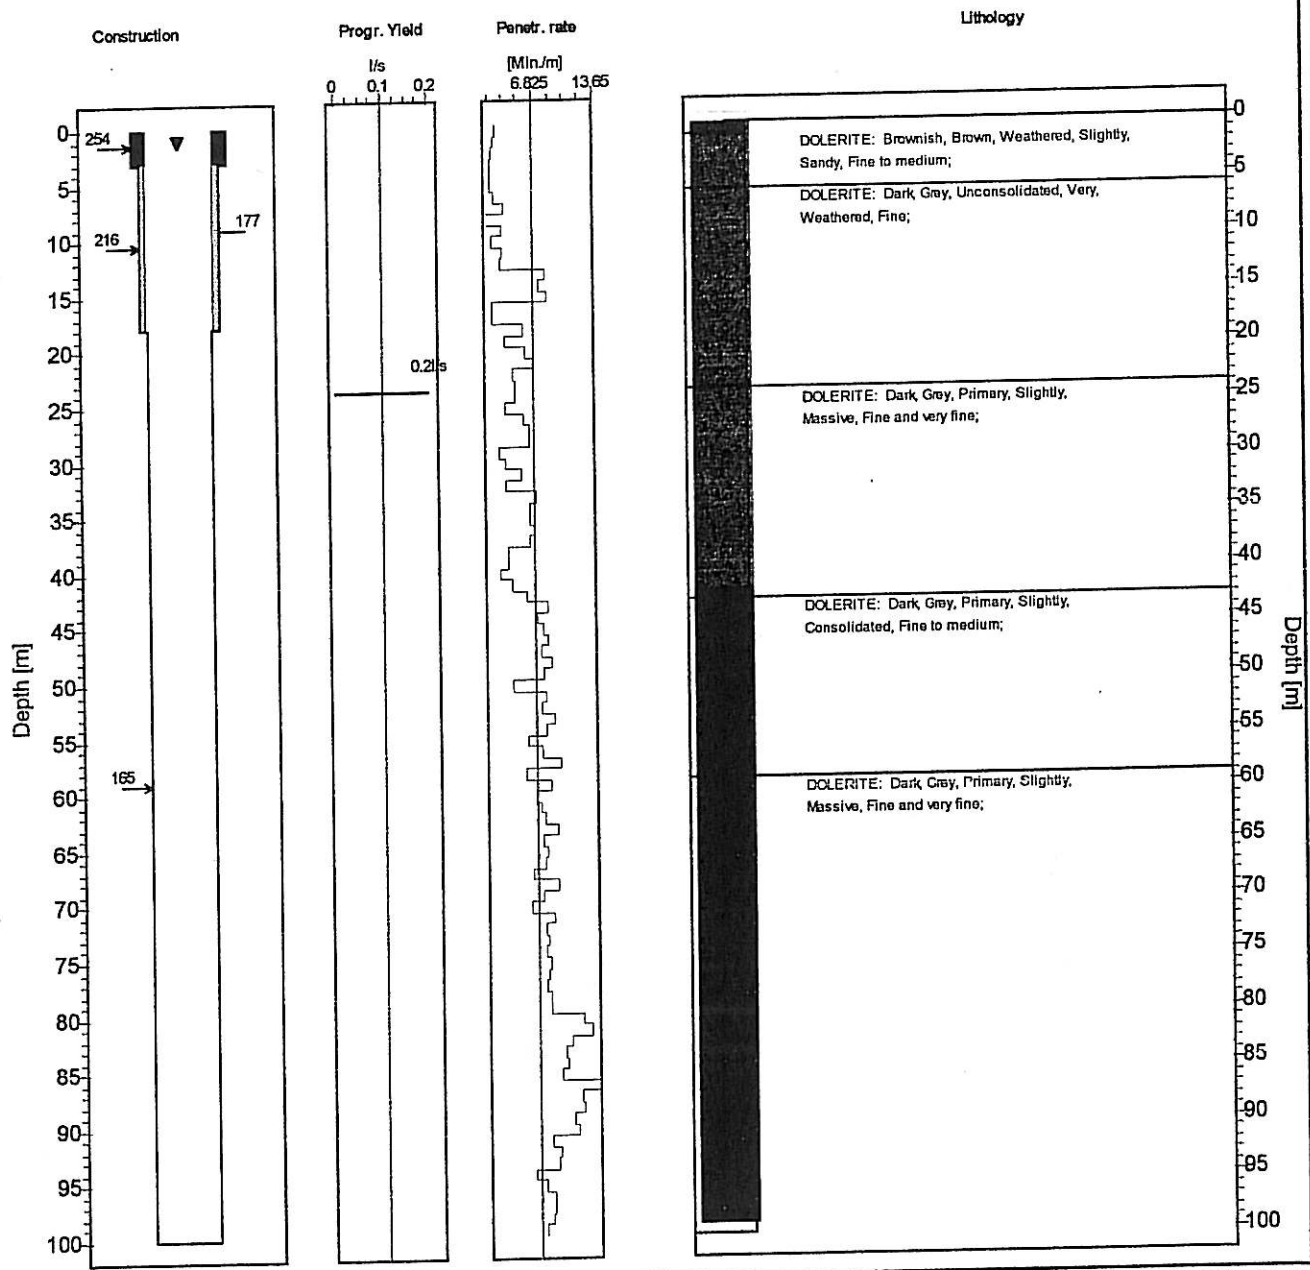 Construction
Progr. Yield
Penetr. rate
Lithology
l/s
[Min./m]
0 0.1 0.2
6.825 13.65
0
5
10
15
20
25
30
35
40
45
50
55
60
65
70
75
80
85
90
95
100
Depth [m]
254
216
177
165
0.2l/s
DOLERITE: Brownish, Brown, Weathered, Slightly,
Sandy, Fine to medium;
DOLERITE: Dark, Grey, Unconsolidated, Very,
Weathered, Fine;
DOLERITE: Dark, Grey, Primary, Slightly,
Massive, Fine and very fine;
DOLERITE: Dark, Grey, Primary, Slightly,
Consolidated, Fine to medium;
DOLERITE: Dark, Grey, Primary, Slightly,
Massive, Fine and very fine;
0
5
10
15
20
25
30
35
40
45
50
55
60
65
70
75
80
85
90
95
100
Depth [m]